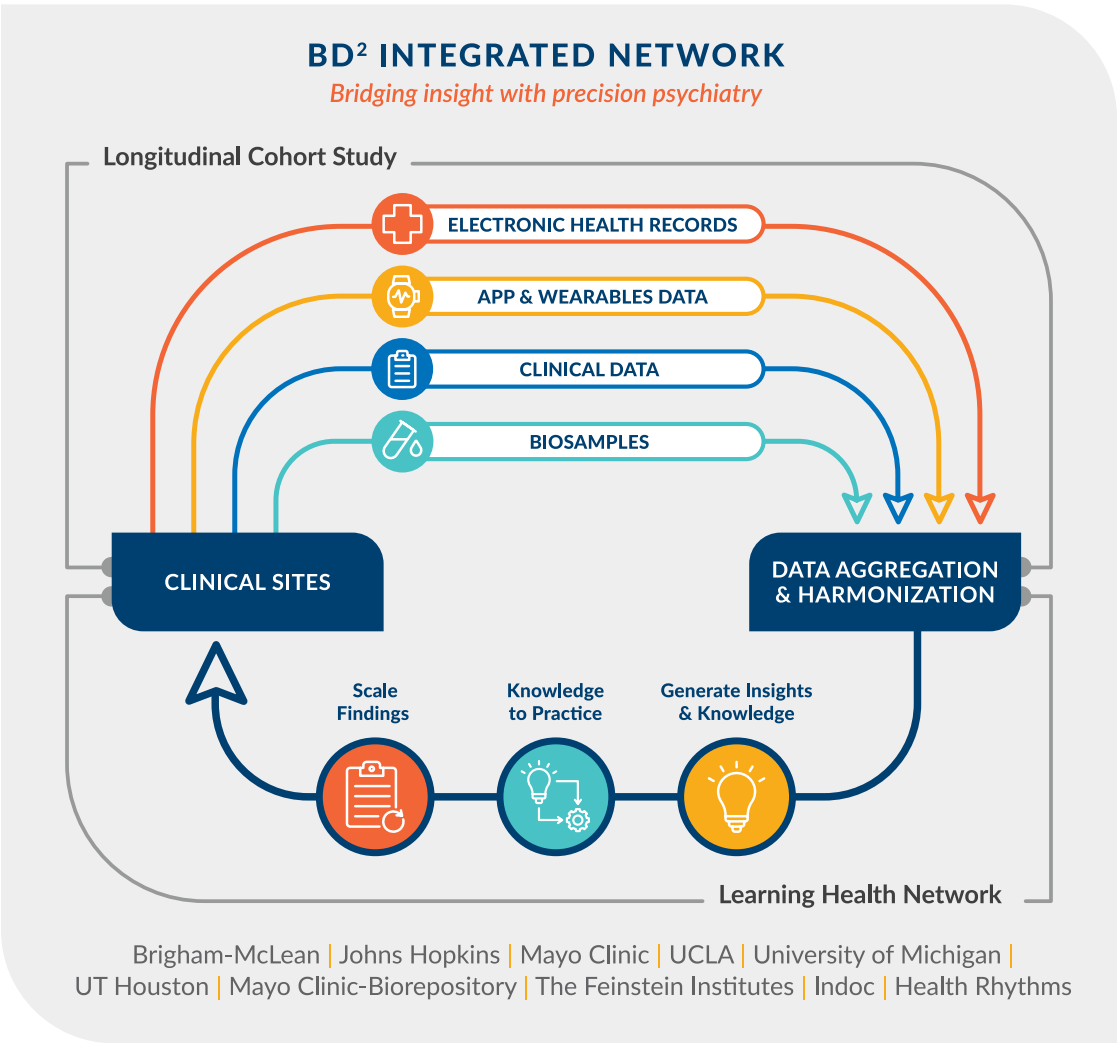 BD² INTEGRATED NETWORK
Bridging insight with precision psychiatry
Longitudinal Cohort Study
ELECTRONIC HEALTH RECORDS
APP & WEARABLES DATA
CLINICAL DATA
BIOSAMPLES
CLINICAL SITES
DATA AGGREGATION
& HARMONIZATION
Scale
Findings
Knowledge
to Practice
Generate Insights
& Knowledge
Learning Health Network
Brigham-McLean | Johns Hopkins | Mayo Clinic | UCLA | University of Michigan |
UT Houston | Mayo Clinic-Biorepository | The Feinstein Institutes | Indoc | Health Rhythms